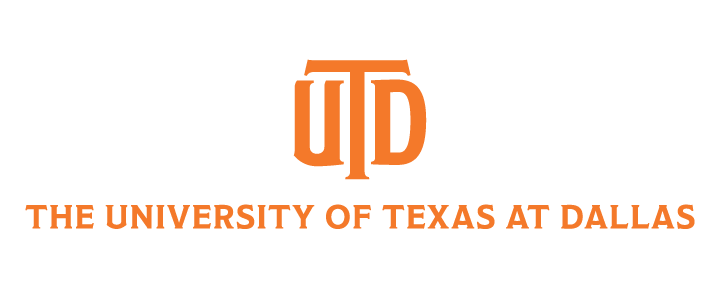 UTD
THE UNIVERSITY OF TEXAS AT DALLAS